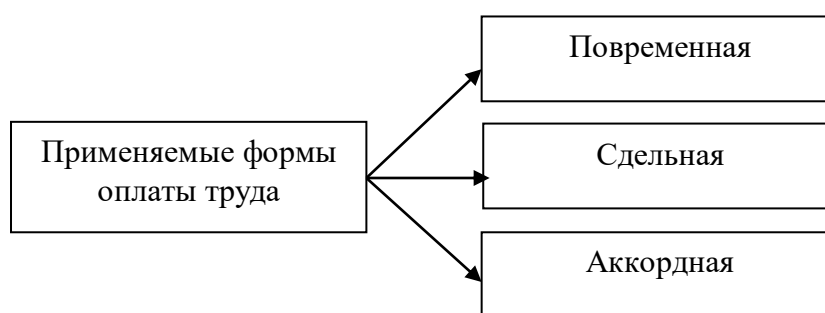 Повременная
Применяемые формы
оплаты труда
Сдельная
Аккордная